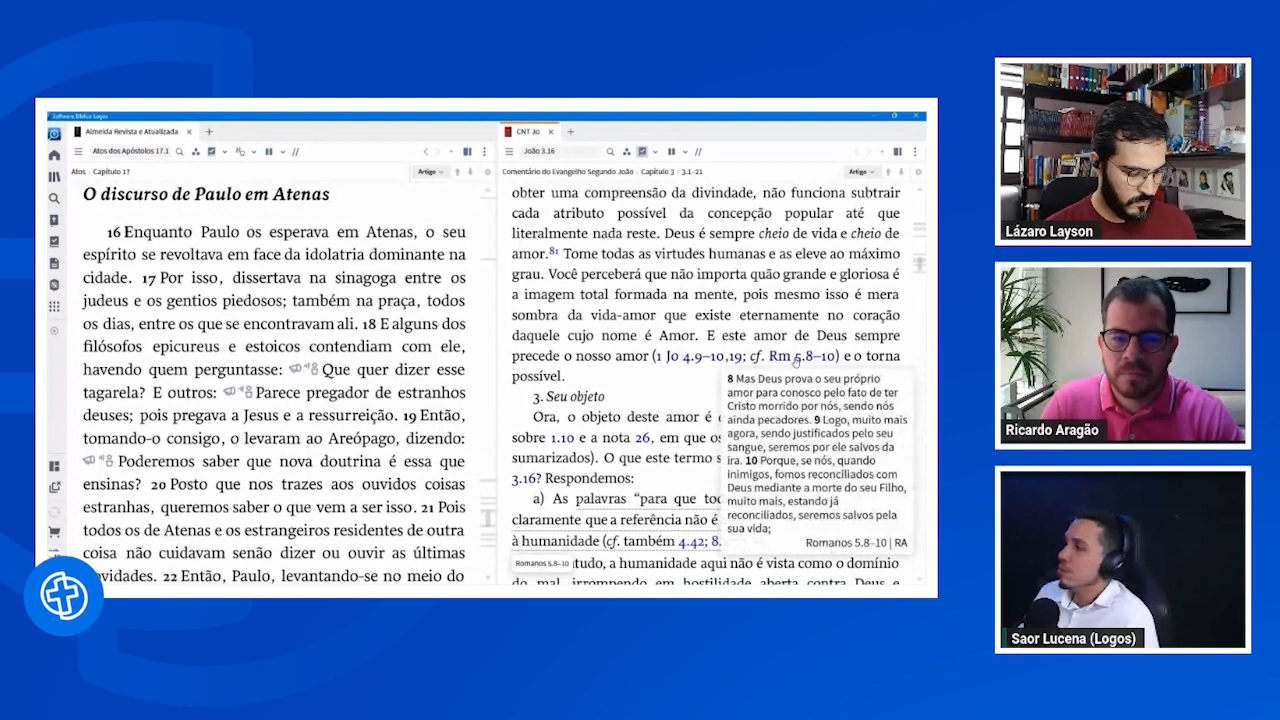 Software Bíblico Logos
Almeida Revista e Atualizada
Atos dos Apóstolos 17.1
Atos · Capítulo 17
Artigo
O discurso de Paulo em Atenas
16 Enquanto Paulo os esperava em Atenas, o seu
espírito se revoltava em face da idolatria dominante na
cidade. 17 Por isso, dissertava na sinagoga entre os
judeus e os gentios piedosos; também na praça, todos
os dias, entre os que se encontravam ali. 18 E alguns dos
filósofos epicureus e estoicos contendiam com ele,
havendo quem perguntasse: Que quer dizer esse
tagarela? E outros: Parece pregador de estranhos
deuses; pois pregava a Jesus e a ressurreição. 19 Então,
tomando-o consigo, o levaram ao Areópago, dizendo:
Poderemos saber que nova doutrina é essa que
ensinas? 20 Posto que nos trazes aos ouvidos coisas
estranhas, queremos saber o que vem a ser isso. 21 Pois
todos os de Atenas e os estrangeiros residentes de outra
coisa não cuidavam senão dizer ou ouvir as últimas
ovidades. 22 Então, Paulo, levantando-se no meio do
CNT Jo
João 3.16
Comentário do Evangelho Segundo João · Capítulo 3 · 3.1–21
Artigo
obter uma compreensão da divindade, não funciona subtrair
cada atributo possível da concepção popular até que
literalmente nada reste. Deus é sempre cheio de vida e cheio de
amor.81 Tome todas as virtudes humanas e as eleve ao máximo
grau. Você perceberá que não importa quão grande e gloriosa é
a imagem total formada na mente, pois mesmo isso é mera
sombra da vida-amor que existe eternamente no coração
daquele cujo nome é Amor. E este amor de Deus sempre
precede o nosso amor (1 Jo 4.9–10,19; cf. Rm 5.8–10) e o torna
possível.
3. Seu objeto
Ora, o objeto deste amor é
sobre 1.10 e a nota 26, em que os
sumarizados). O que este termo s
3.16? Respondemos:
a) As palavras “para que tod
claramente que a referência não é
à humanidade (cf. também 4.42; 8.
tudo, a humanidade aqui não é vista como o domínio
do mal, irrompendo em hostilidade aberta contra Deus e
8 Mas Deus prova o seu próprio
amor para conosco pelo fato de ter
Cristo morrido por nós, sendo nós
ainda pecadores. 9 Logo, muito mais
agora, sendo justificados pelo seu
sangue, seremos por ele salvos da
ira. 10 Porque, se nós, quando
inimigos, fomos reconciliados com
Deus mediante a morte do seu Filho,
muito mais, estando já
reconciliados, seremos salvos pela
sua vida;
Romanos 5.8–10 | RA
Romanos 5.8–10
Lázaro Layson
Ricardo Aragão
Saor Lucena (Logos)